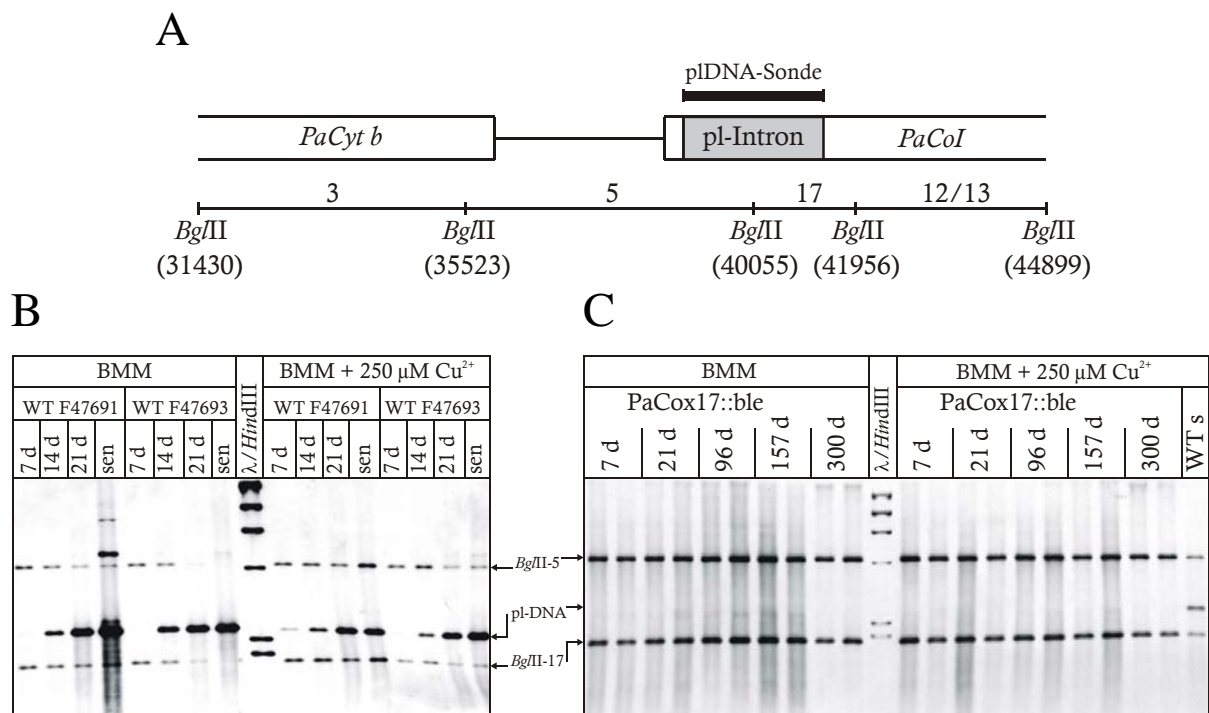 A
plDNA-Sonde
PaCyt b
pl-Intron
PaCoI
3
5
17
12/13
BglII
BglII
BglII
BglII
BglII
(31430)
(35523)
(40055)
(41956)
(44899)
B
BMM
λ/HindIII
BMM + 250 µM Cu²⁺
WT F47691
WT F47693
WT F47691
WT F47693
7 d
14 d
21 d
sen
7 d
14 d
21 d
sen
7 d
14 d
21 d
sen
7 d
14 d
21 d
sen
BglII-5
pl-DNA
BglII-17
C
BMM
λ/HindIII
BMM + 250 µM Cu²⁺
PaCox17::ble
PaCox17::ble
WT s
7 d
21 d
96 d
157 d
300 d
7 d
21 d
96 d
157 d
300 d